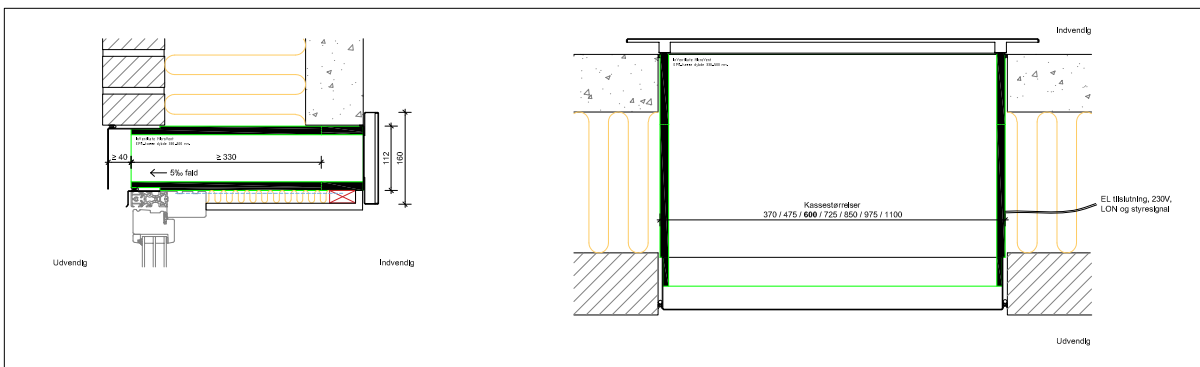 ≥ 40
≥ 330
5‰ fald
112
160
Udvendig
Indvendig
Indvendig
Kassestørrelser
370 / 475 / 600 / 725 / 850 / 975 / 1100
EL tilslutning, 230V,
LON og styresignal
Udvendig